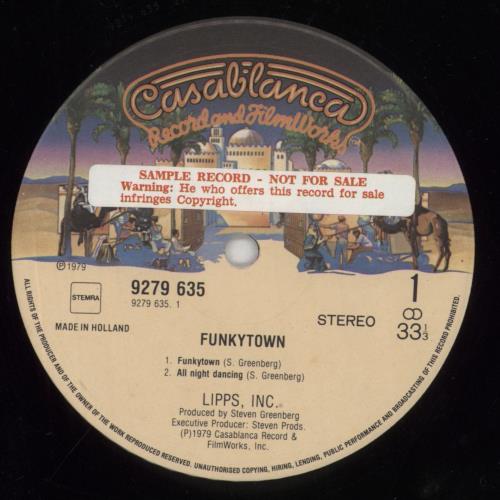 Casablanca
Record and FilmWorks
SAMPLE RECORD - NOT FOR SALE
Warning: He who offers this record for sale
infringes Copyright.
℗1979
STEMRA
9279 635
9279 635. 1
MADE IN HOLLAND
1
STEREO
33 1/3
FUNKYTOWN
1. Funkytown (S. Greenberg)
2. All night dancing (S. Greenberg)
LIPPS, INC.
Produced by Steven Greenberg
Executive Producer: Steven Prods.
(P)1979 Casablanca Record &
FilmWorks, Inc.
ALL RIGHTS OF THE PRODUCER AND OF THE OWNER OF THE WORK REPRODUCED RESERVED. UNAUTHORISED COPYING, HIRING, LENDING, PUBLIC PERFORMANCE AND BROADCASTING OF THIS RECORD PROHIBITED.